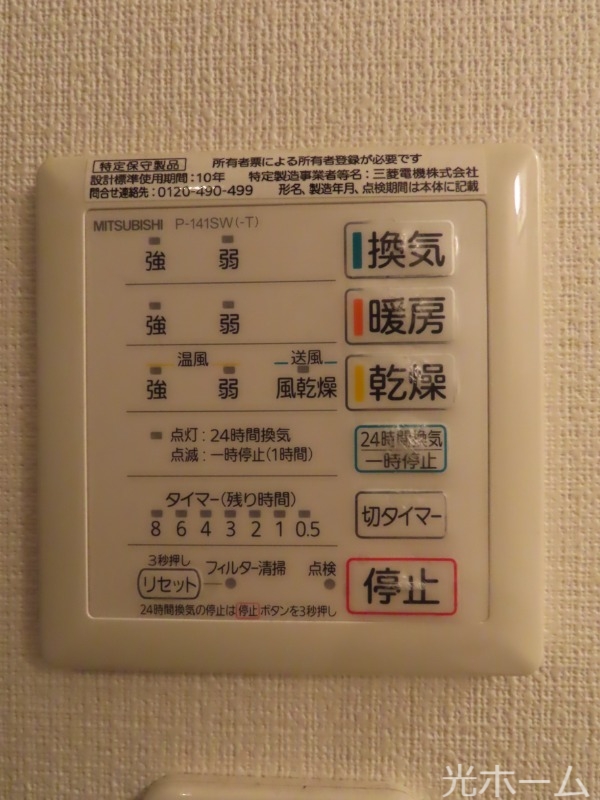 特定保守製品 所有者票による所有者登録が必要です
設計標準使用期間:10年 特定製造事業者等名:三菱電機株式会社
問合せ連絡先:0120-490-499 形名、製造年月、点検期間は本体に記載
MITSUBISHI P-141SW(-T)
強 弱 換気
強 弱 暖房
温風 送風
強 弱 風乾燥 乾燥
点灯:24時間換気
点滅:一時停止(1時間)
24時間換気
一時停止
タイマー(残り時間)
8 6 4 3 2 1 0.5
切タイマー
3秒押し
リセット フィルター清掃 点検
停止
24時間換気の停止は停止ボタンを3秒押し
光ホーム